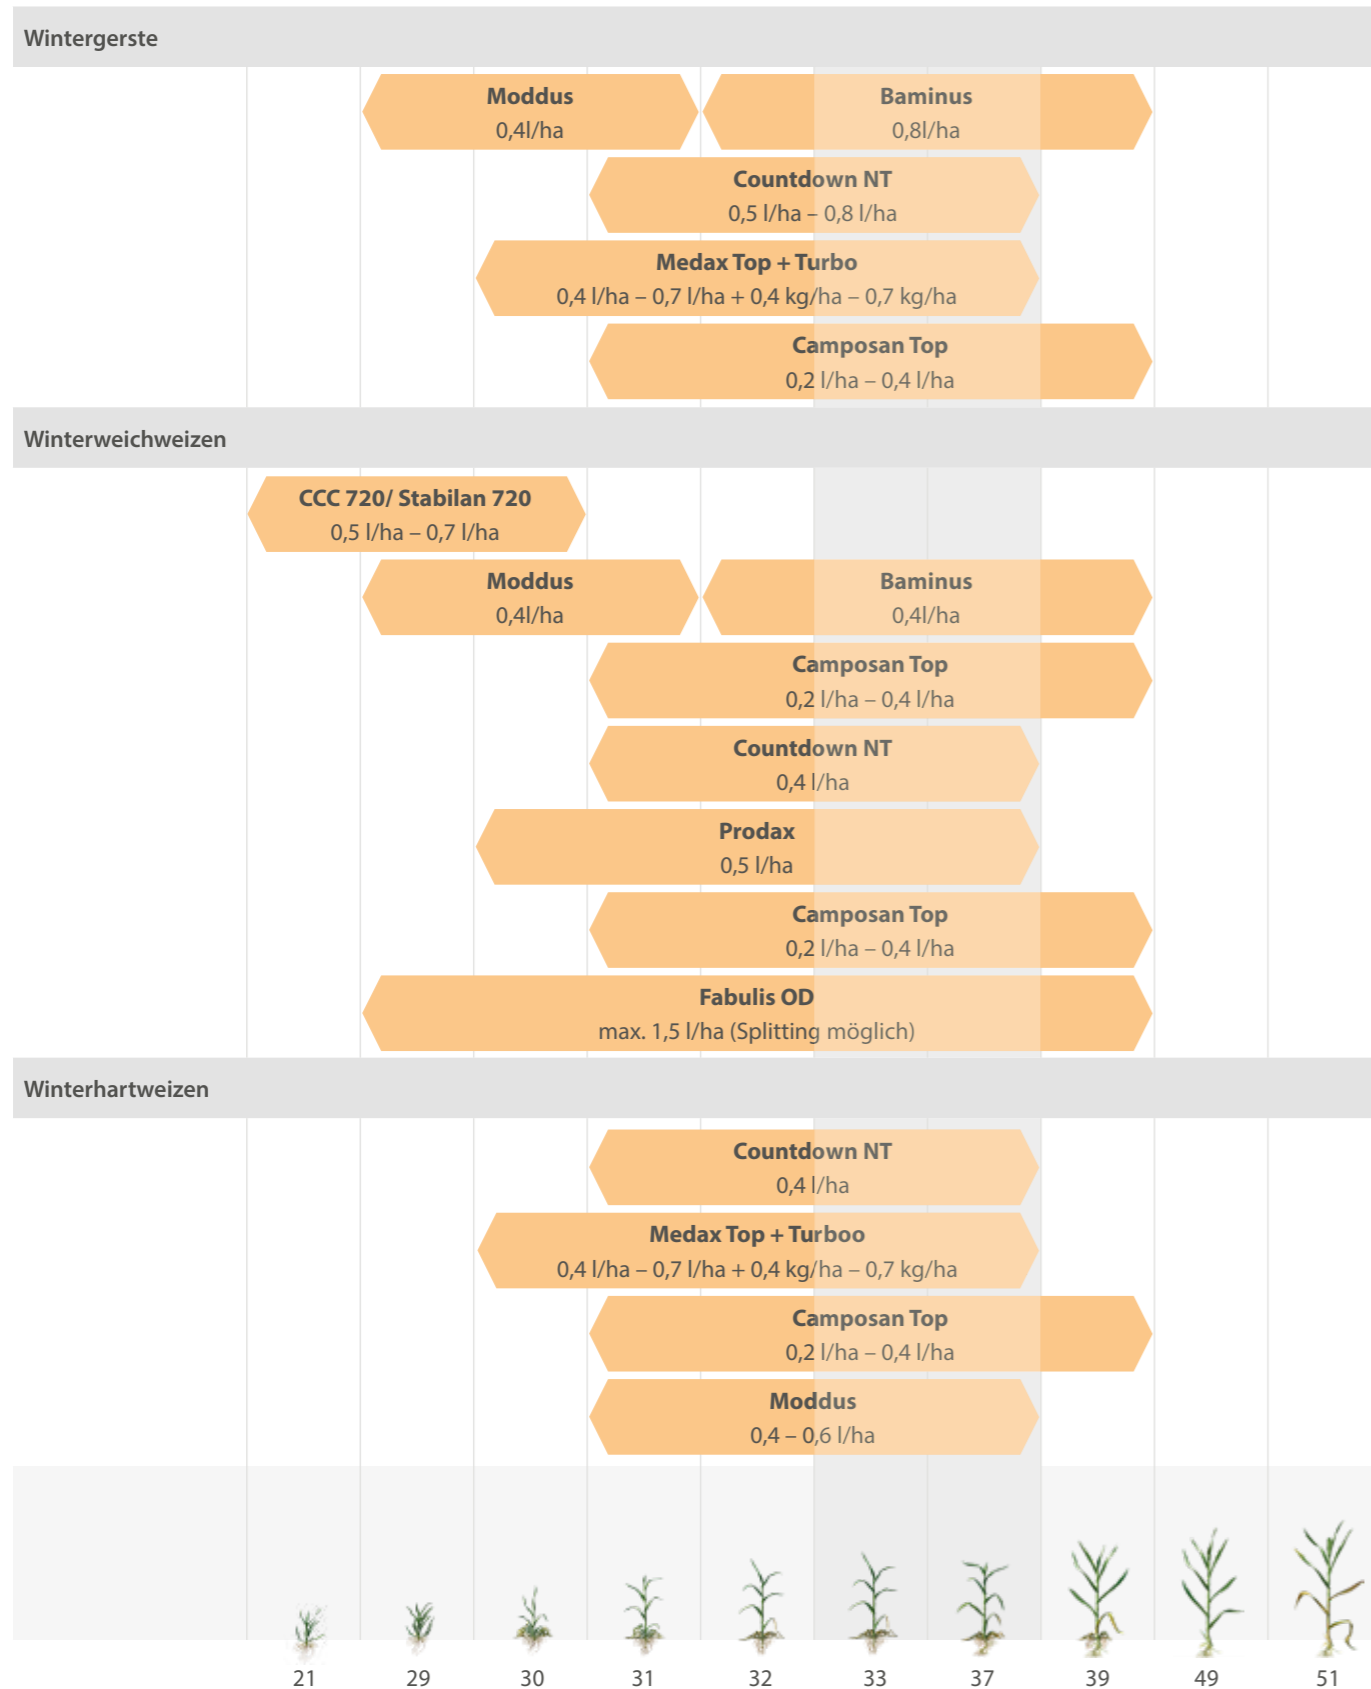 Wintergerste
Moddus
0,4l/ha
Baminus
0,8l/ha
Countdown NT
0,5 l/ha – 0,8 l/ha
Medax Top + Turbo
0,4 l/ha – 0,7 l/ha + 0,4 kg/ha – 0,7 kg/ha
Camposan Top
0,2 l/ha – 0,4 l/ha
Winterweichweizen
CCC 720/ Stabilan 720
0,5 l/ha – 0,7 l/ha
Moddus
0,4l/ha
Baminus
0,4l/ha
Camposan Top
0,2 l/ha – 0,4 l/ha
Countdown NT
0,4 l/ha
Prodax
0,5 l/ha
Camposan Top
0,2 l/ha – 0,4 l/ha
Fabulis OD
max. 1,5 l/ha (Splitting möglich)
Winterhartweizen
Countdown NT
0,4 l/ha
Medax Top + Turboo
0,4 l/ha – 0,7 l/ha + 0,4 kg/ha – 0,7 kg/ha
Camposan Top
0,2 l/ha – 0,4 l/ha
Moddus
0,4 – 0,6 l/ha
21 29 30 31 32 33 37 39 49 51